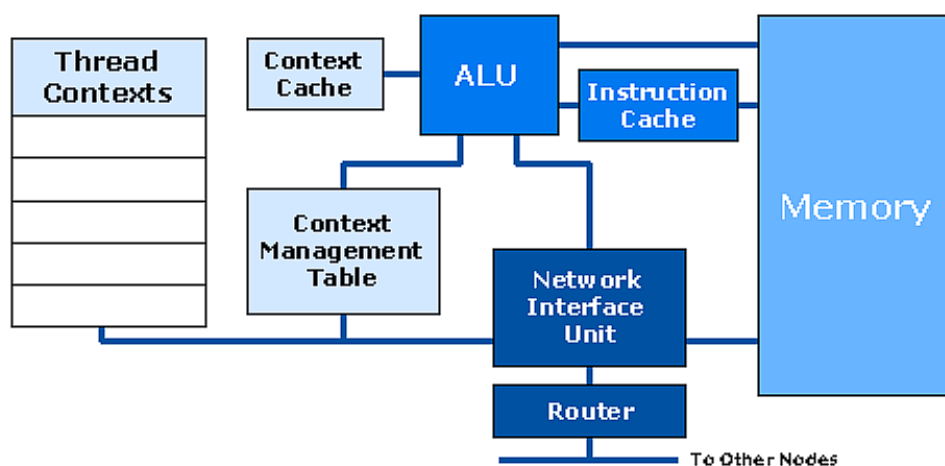 Thread
Contexts
Context
Cache
ALU
Instruction
Cache
Memory
Context
Management
Table
Network
Interface
Unit
Router
To Other Nodes